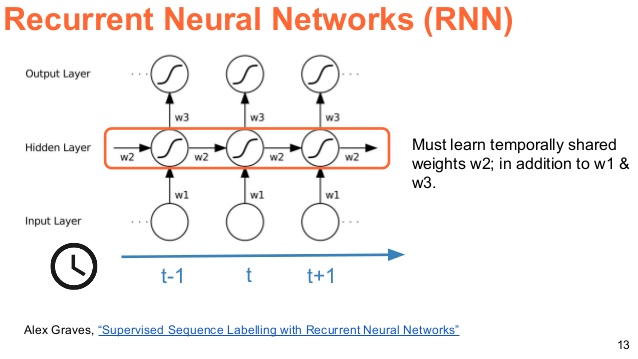 Recurrent Neural Networks (RNN)
Output Layer
w3 w3 w3
Hidden Layer
w2 w2 w2 w2
w1 w1 w1
Input Layer
t-1 t t+1
Must learn temporally shared
weights w2; in addition to w1 &
w3.
Alex Graves, “Supervised Sequence Labelling with Recurrent Neural Networks”
13